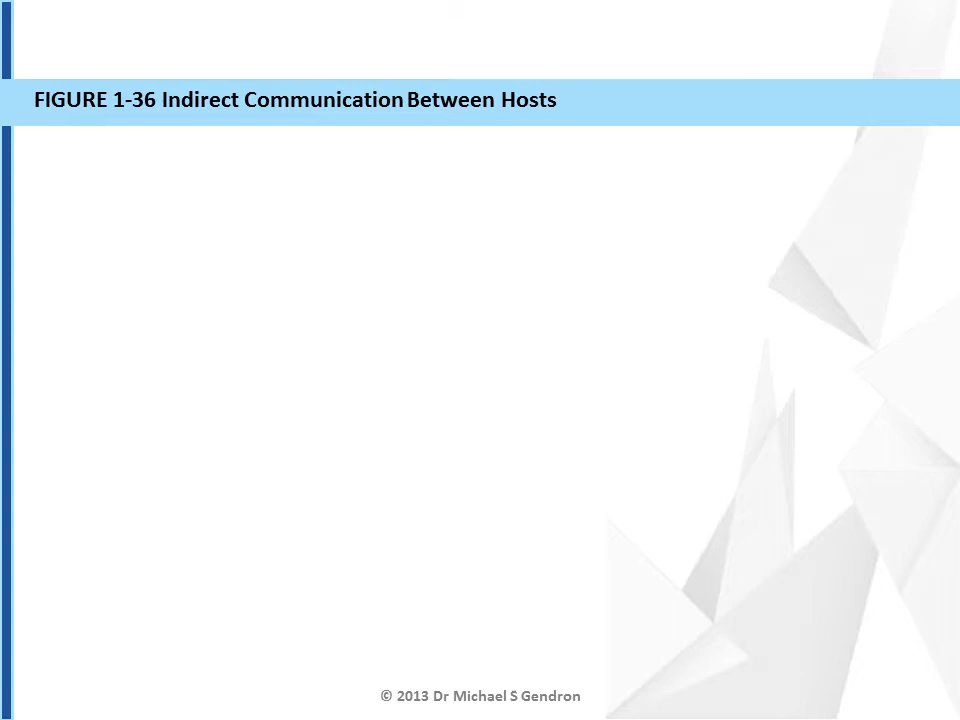 FIGURE 1-36 Indirect Communication Between Hosts
© 2013 Dr Michael S Gendron